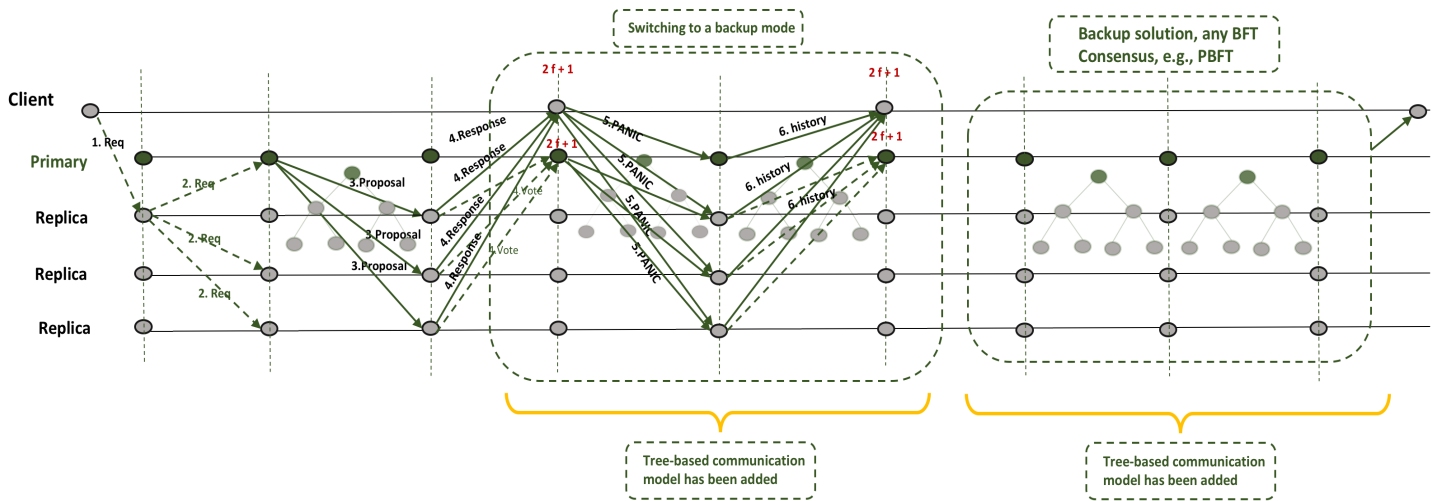 Switching to a backup mode
Backup solution, any BFT
Consensus, e.g., PBFT
2 f + 1
2 f + 1
Client
1. Req
4.Response
5.PANIC
6. history
Primary
2 f + 1
2 f + 1
2. Req
3.Proposal
4.Response
4.Vote
5.PANIC
6. history
Replica
2. Req
3.Proposal
4.Response
4.Vote
5.PANIC
6. history
Replica
2. Req
3.Proposal
4.Response
5.PANIC
Replica
Tree-based communication
model has been added
Tree-based communication
model has been added